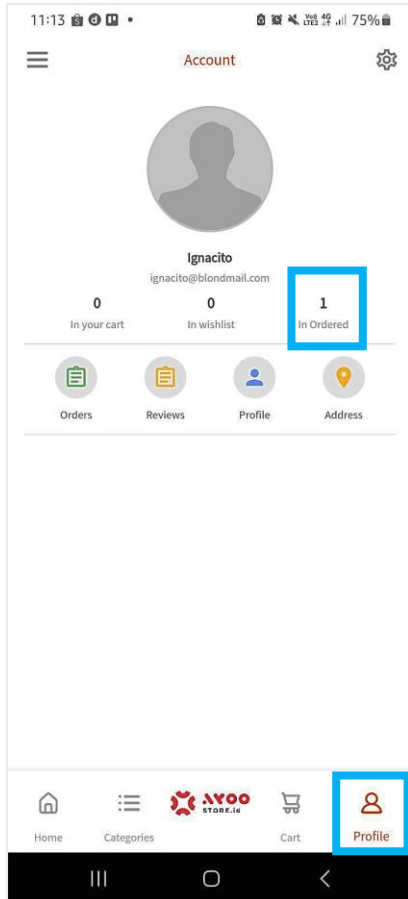 11:13 75%
Account
Ignacito
ignacito@blondmail.com
0 0 1
In your cart In wishlist In Ordered
Orders Reviews Profile Address
AYOO
STORE.id
Home Categories Cart Profile